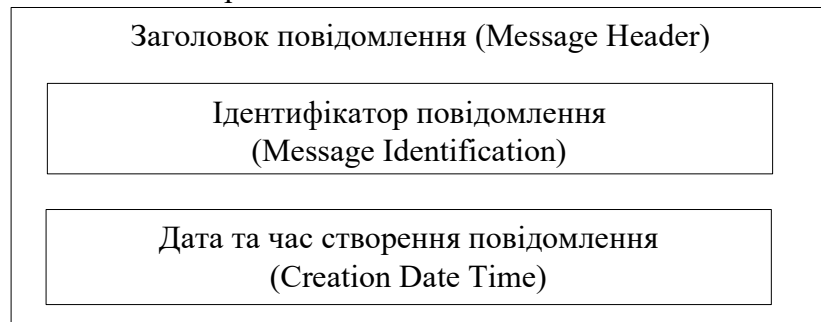 Заголовок повідомлення (Message Header)
Ідентифікатор повідомлення
(Message Identification)
Дата та час створення повідомлення
(Creation Date Time)